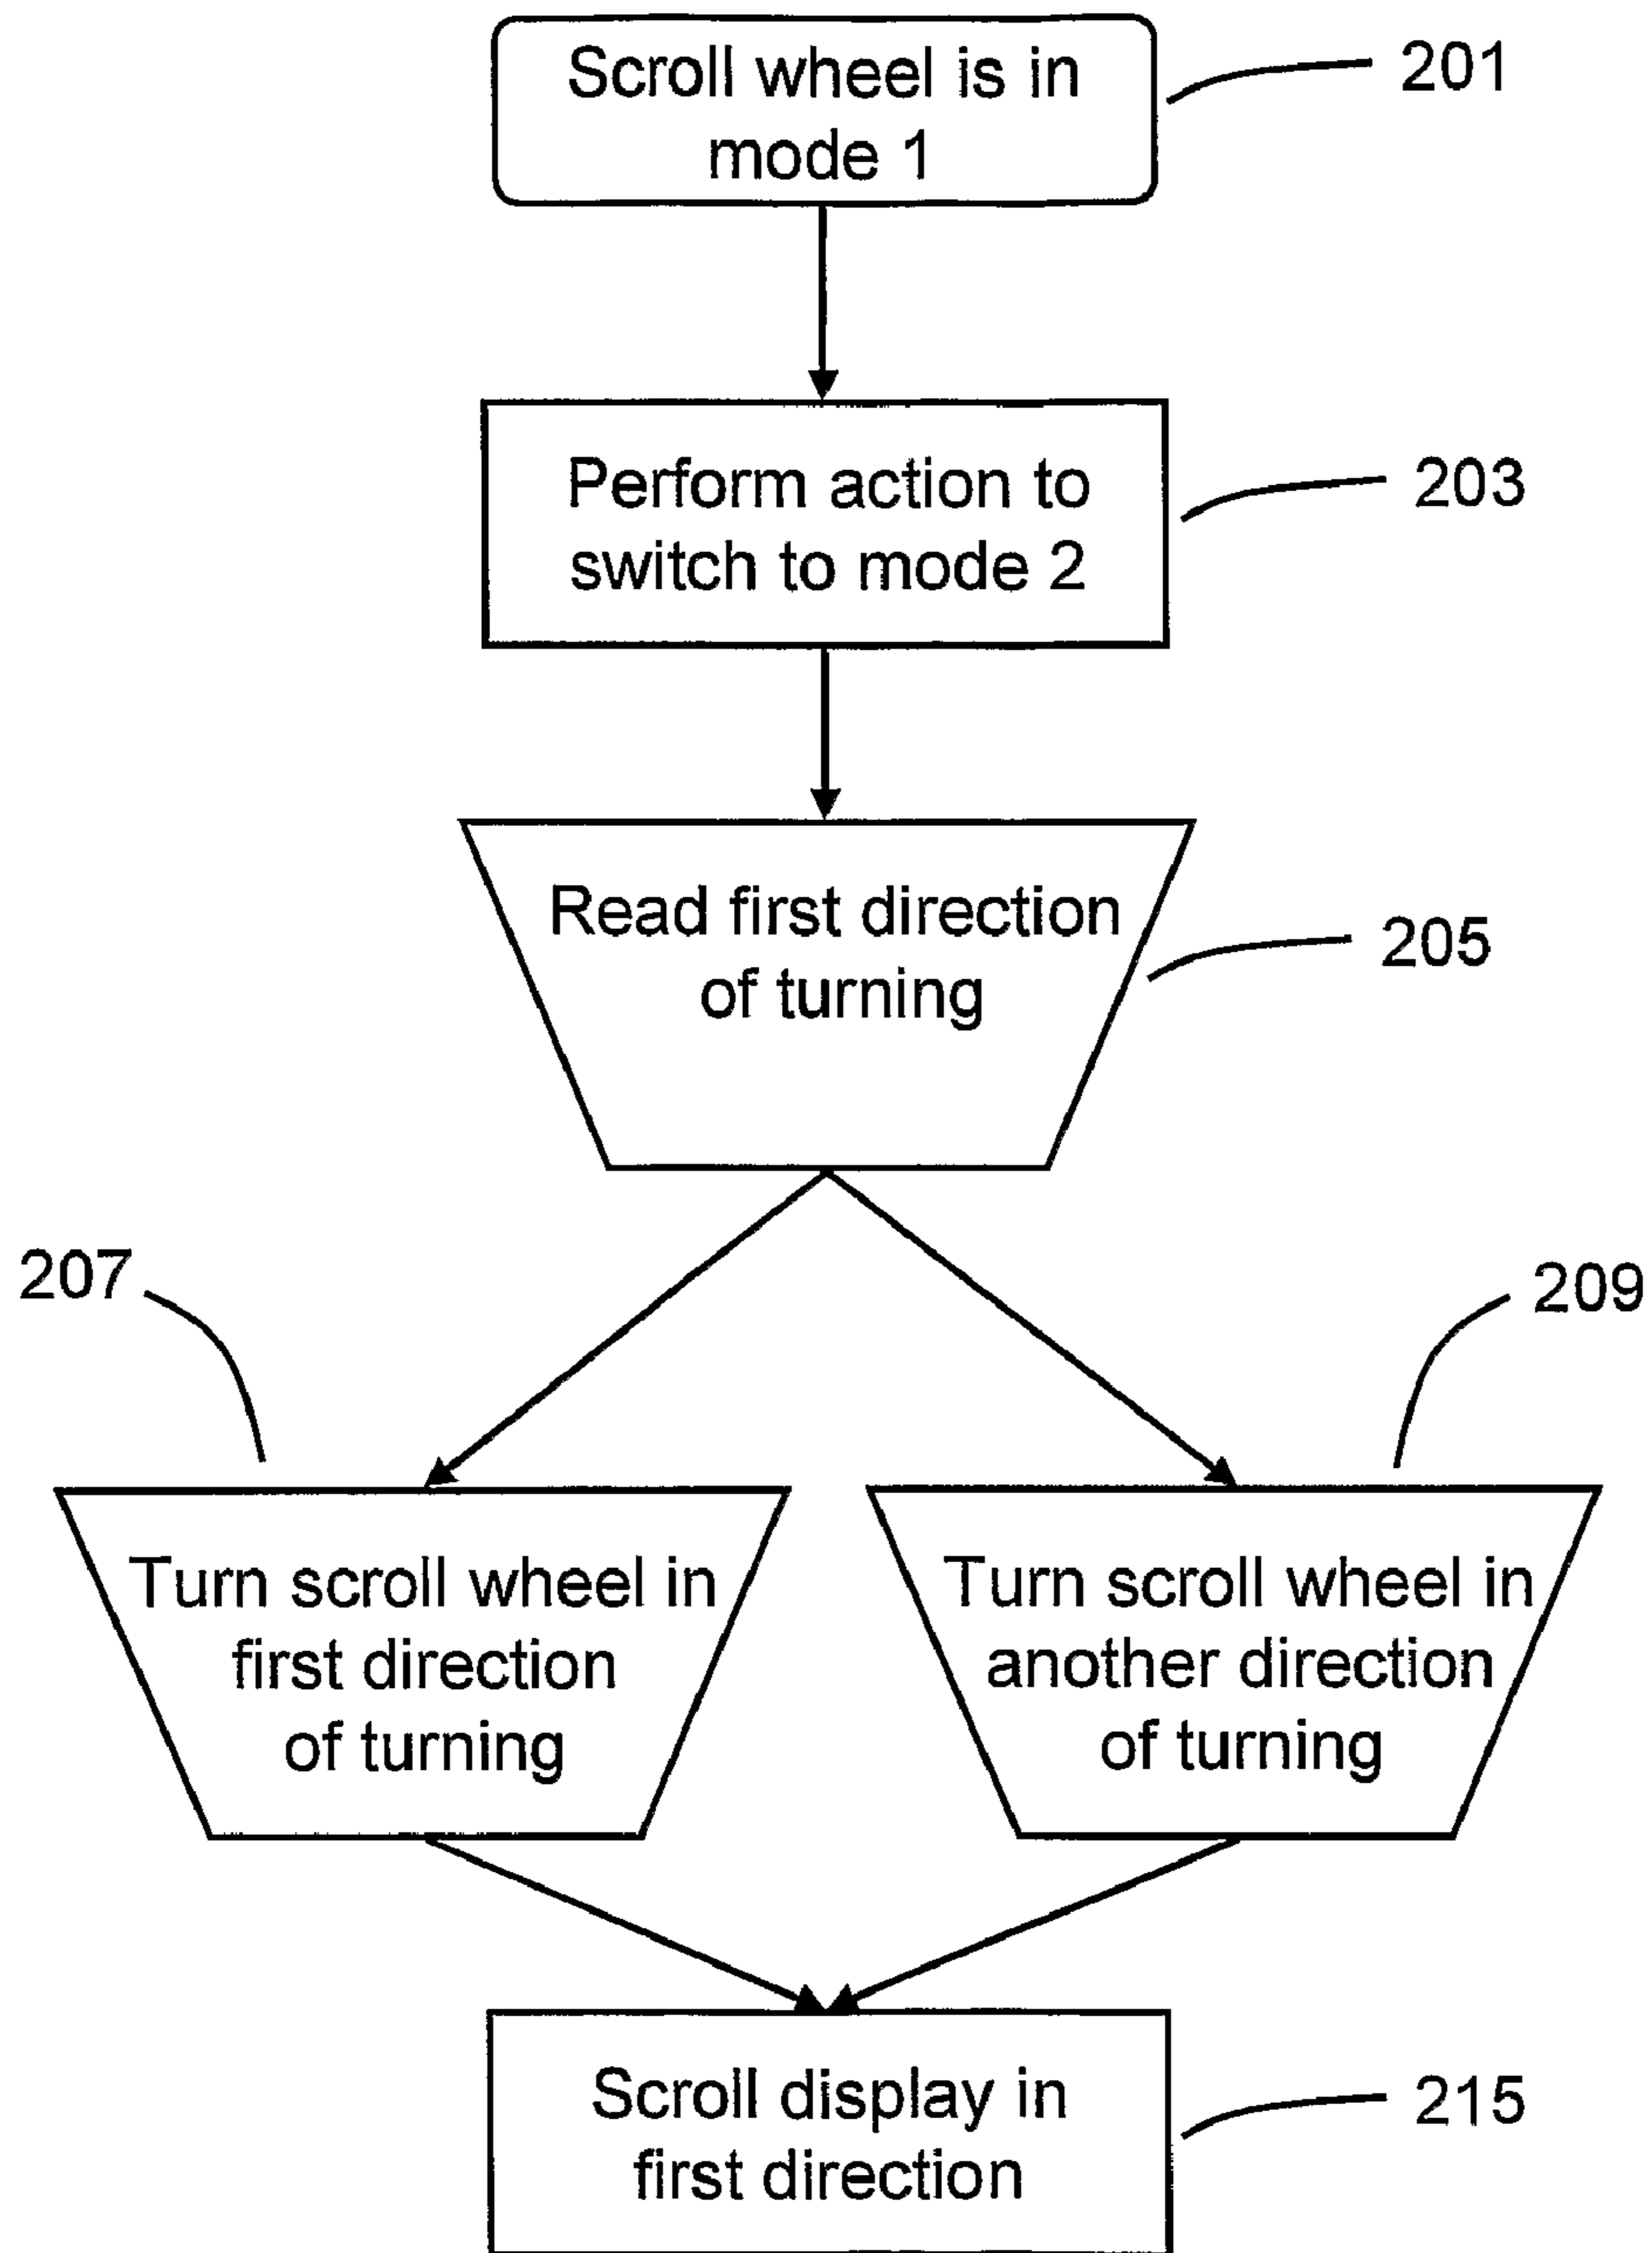 Scroll wheel is in
mode 1
201
Perform action to
switch to mode 2
203
Read first direction
of turning
205
207
209
Turn scroll wheel in
first direction
of turning
Turn scroll wheel in
another direction
of turning
Scroll display in
first direction
215